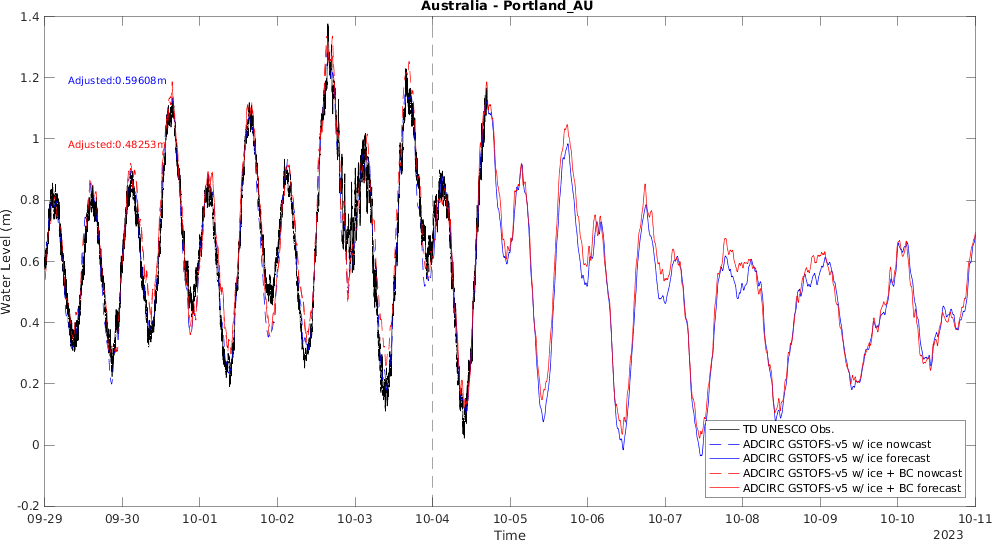 Australia - Portland_AU
1.4
1.2
1
0.8
0.6
0.4
0.2
0
-0.2
Water Level (m)
Adjusted:0.59608m
Adjusted:0.48253m
TD UNESCO Obs.
ADCIRC GSTOFS-v5 w/ ice nowcast
ADCIRC GSTOFS-v5 w/ ice forecast
ADCIRC GSTOFS-v5 w/ ice + BC nowcast
ADCIRC GSTOFS-v5 w/ ice + BC forecast
09-29 09-30 10-01 10-02 10-03 10-04 10-05 10-06 10-07 10-08 10-09 10-10 10-11
Time
2023